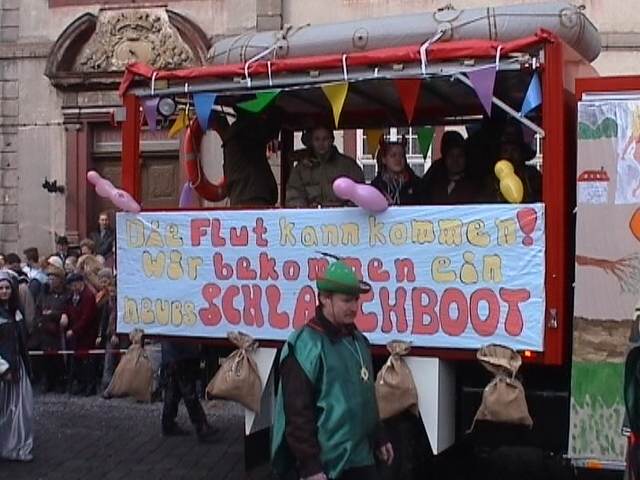 Die Flut kann kommen!
Wir bekommen ein
neues SCHLAUCHBOOT